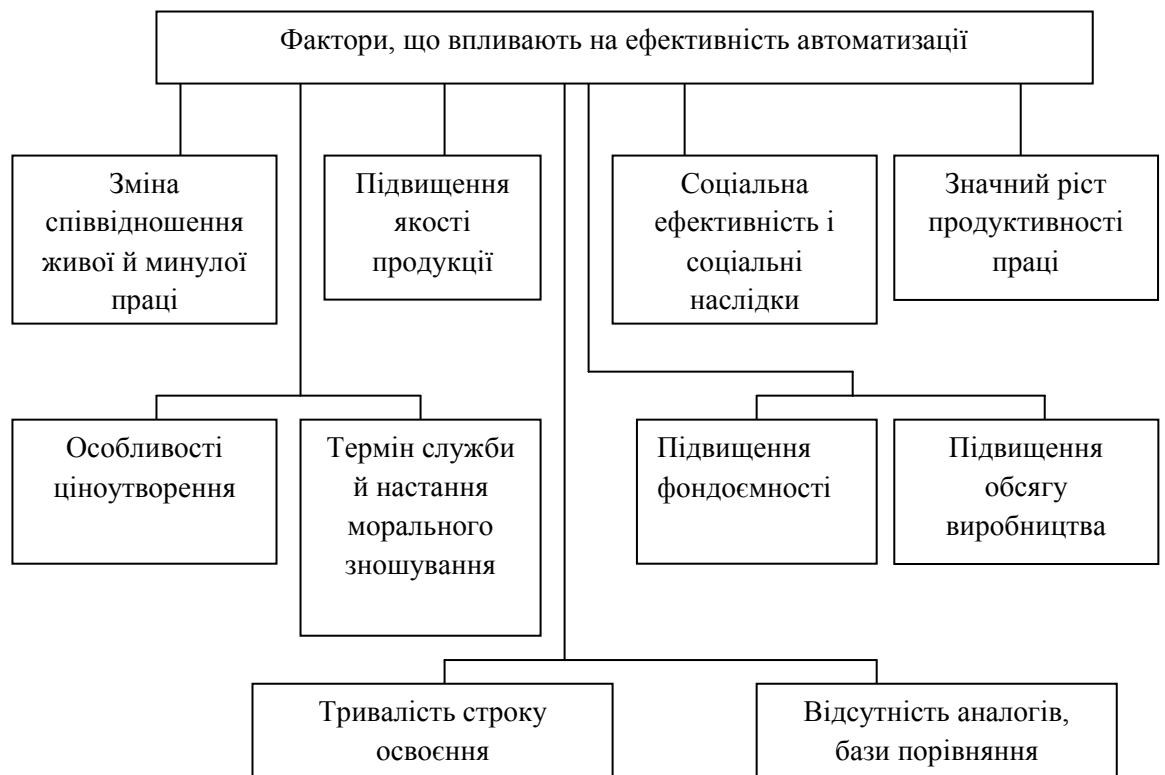 Фактори, що впливають на ефективність автоматизації
Зміна
співвідношення
живої й минулої
праці
Підвищення
якості
продукції
Соціальна
ефективність і
соціальні
наслідки
Значний ріст
продуктивності
праці
Особливості
ціноутворення
Термін служби
й настання
морального
зношування
Підвищення
фондоємності
Підвищення
обсягу
виробництва
Тривалість строку
освоєння
Відсутність аналогів,
бази порівняння